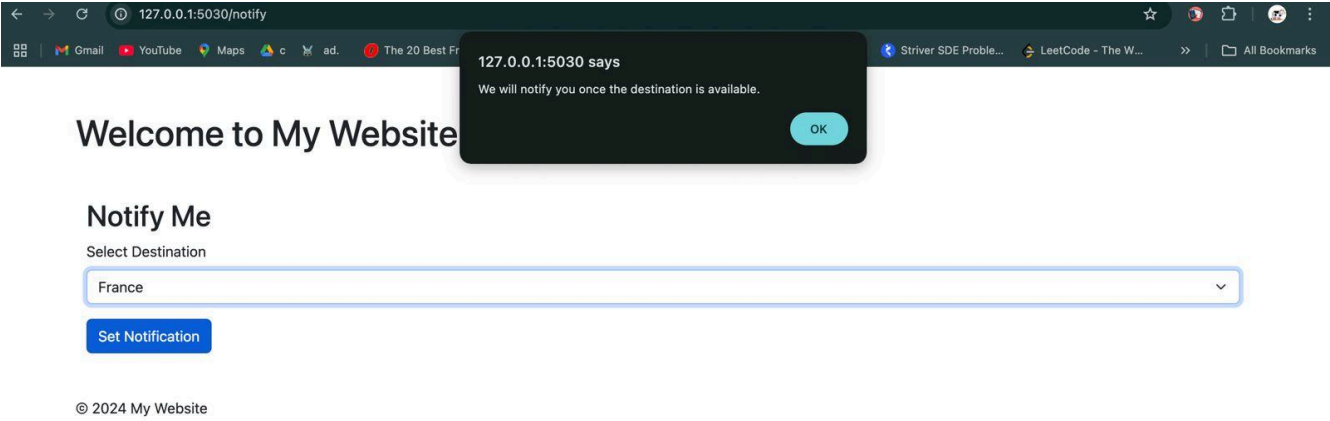 127.0.0.1:5030/notify
Gmail YouTube Maps c ad. The 20 Best Fr Striver SDE Proble... LeetCode - The W... » All Bookmarks
127.0.0.1:5030 says
We will notify you once the destination is available.
OK
Welcome to My Website
Notify Me
Select Destination
France
Set Notification
© 2024 My Website